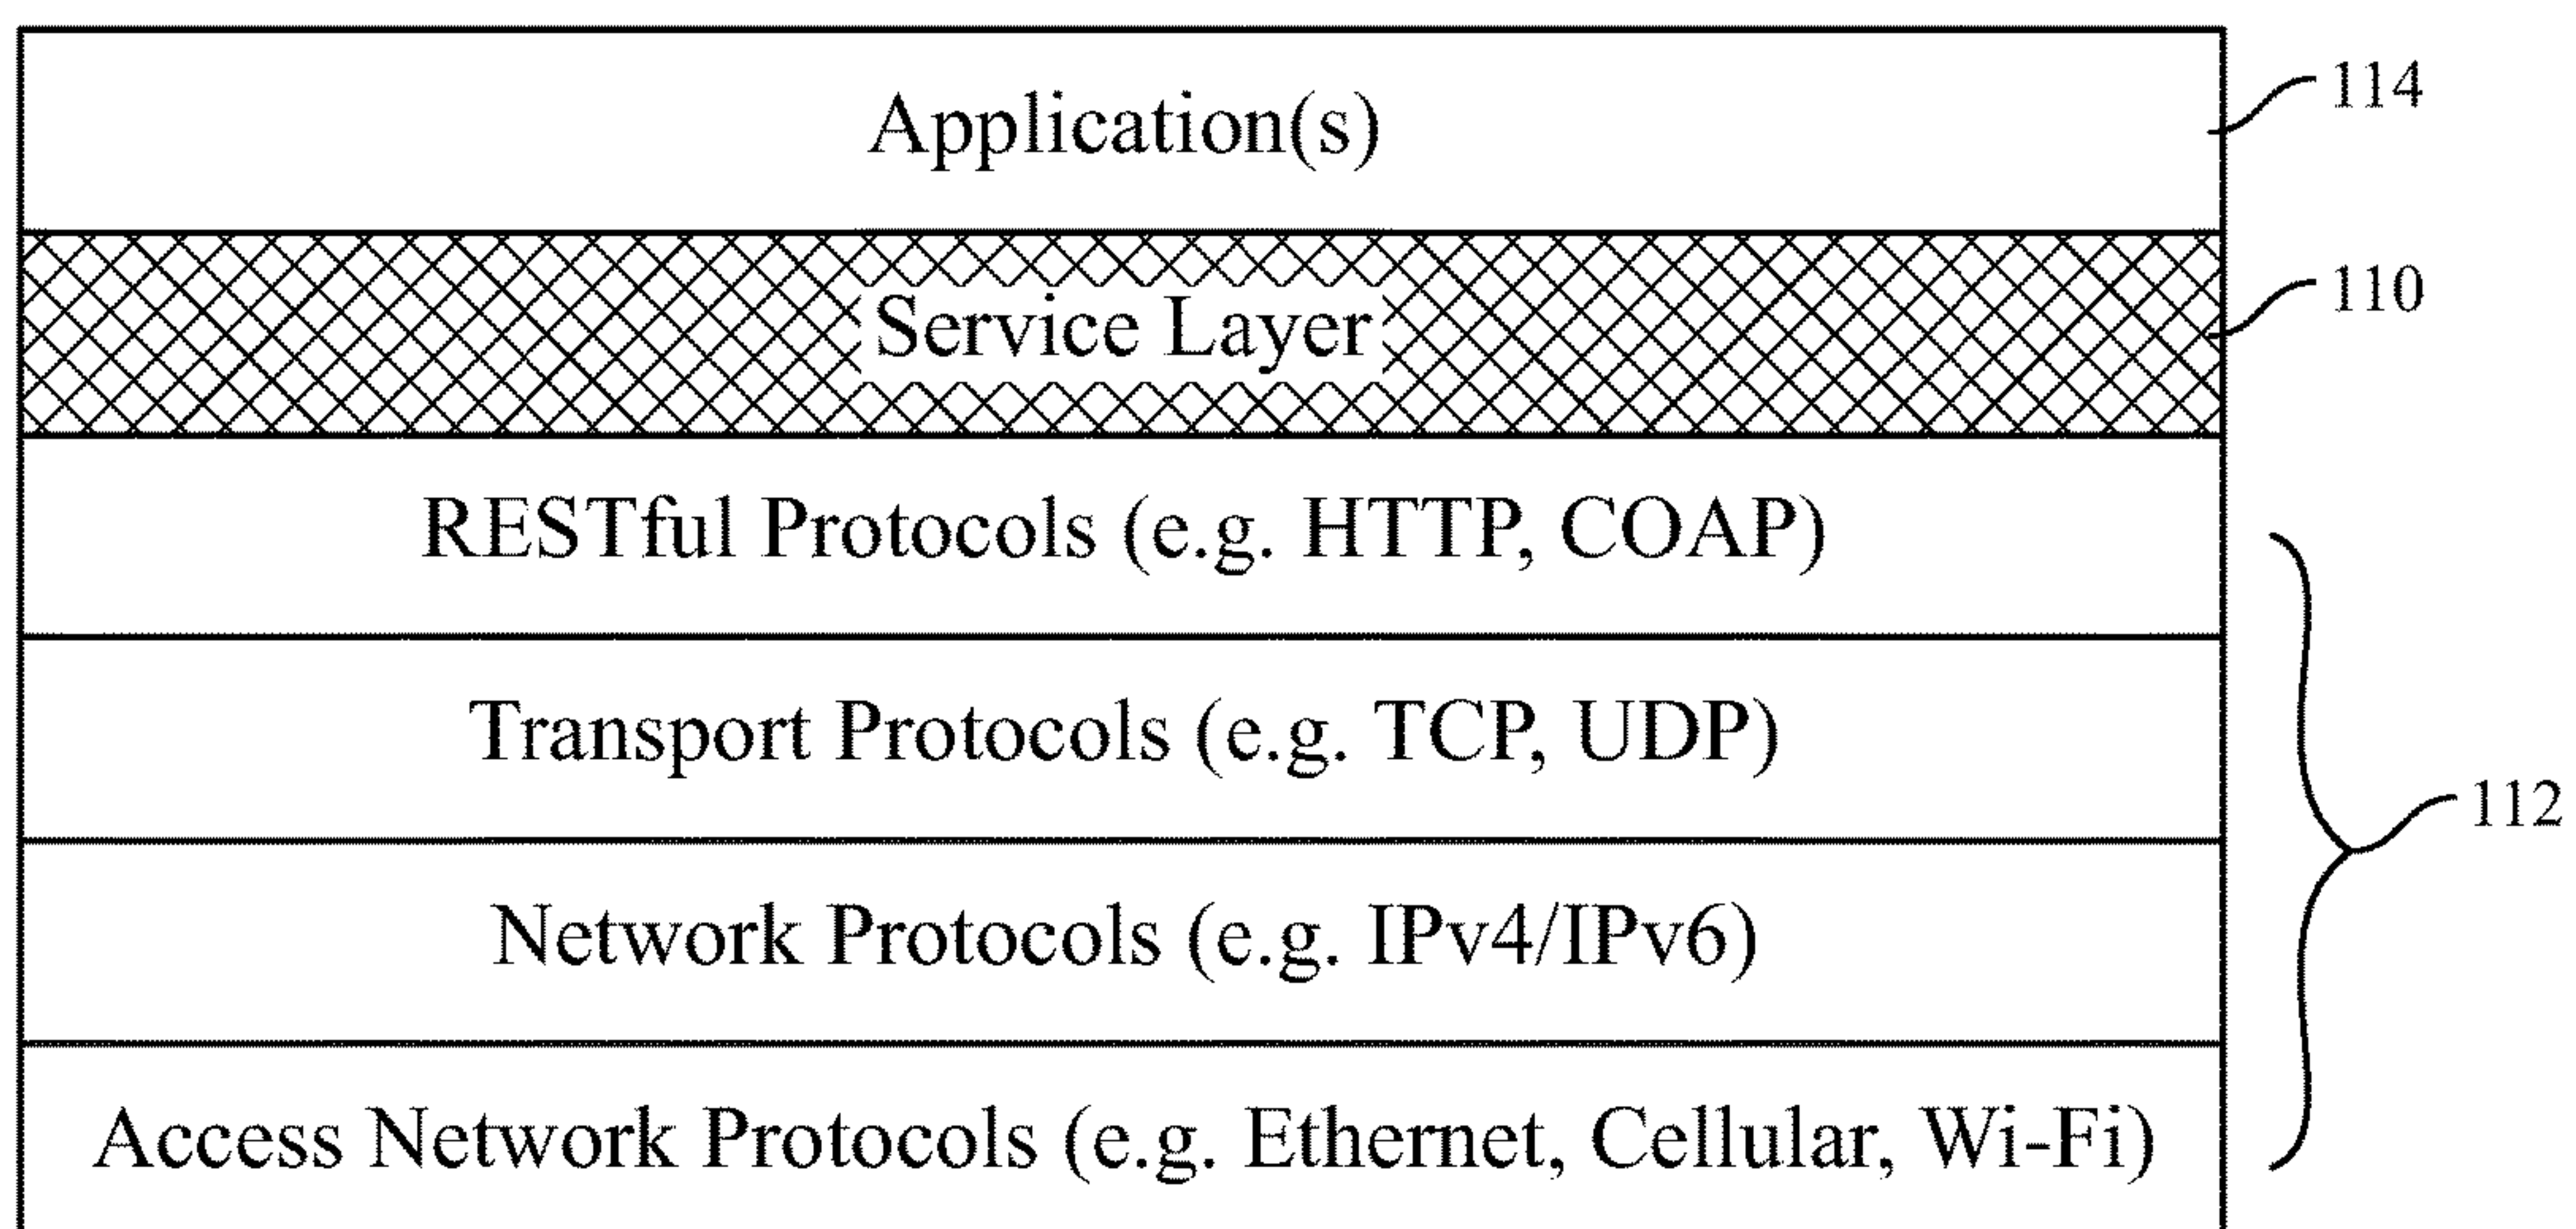 Application(s)
114
Service Layer
110
RESTful Protocols (e.g. HTTP, COAP)
Transport Protocols (e.g. TCP, UDP)
112
Network Protocols (e.g. IPv4/IPv6)
Access Network Protocols (e.g. Ethernet, Cellular, Wi-Fi)